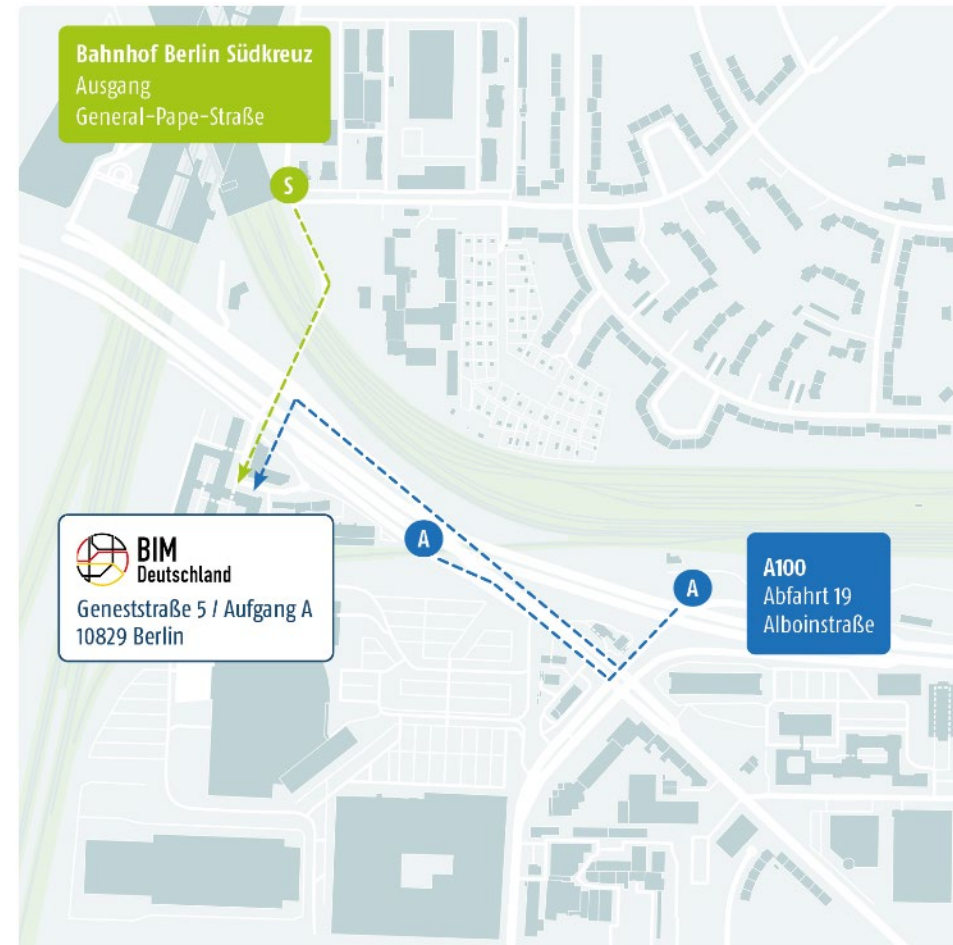 Bahnhof Berlin Südkreuz
Ausgang
General-Pape-Straße
S
BIM
Deutschland
Geneststraße 5 / Aufgang A
10829 Berlin
A
A
A100
Abfahrt 19
Alboinstraße